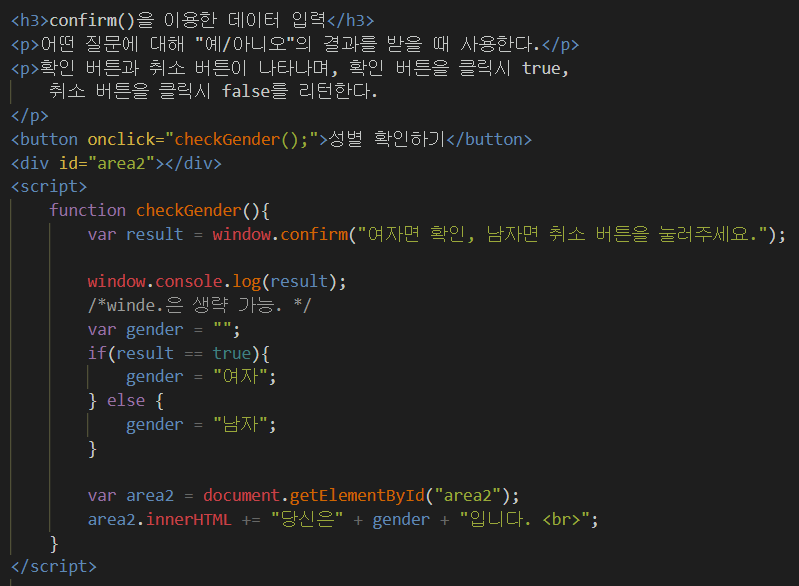 <h3>confirm()을 이용한 데이터 입력</h3>
<p>어떤 질문에 대해 "예/아니오"의 결과를 받을 때 사용한다.</p>
<p>확인 버튼과 취소 버튼이 나타나며, 확인 버튼을 클릭시 true,
취소 버튼을 클릭시 false를 리턴한다.
</p>
<button onclick="checkGender();">성별 확인하기</button>
<div id="area2"></div>
<script>
function checkGender(){
var result = window.confirm("여자면 확인, 남자면 취소 버튼을 눌러주세요.");
window.console.log(result);
/*winde.은 생략 가능. */
var gender = "";
if(result == true){
gender = "여자";
} else {
gender = "남자";
}
var area2 = document.getElementById("area2");
area2.innerHTML += "당신은" + gender + "입니다. <br>";
}
</script>